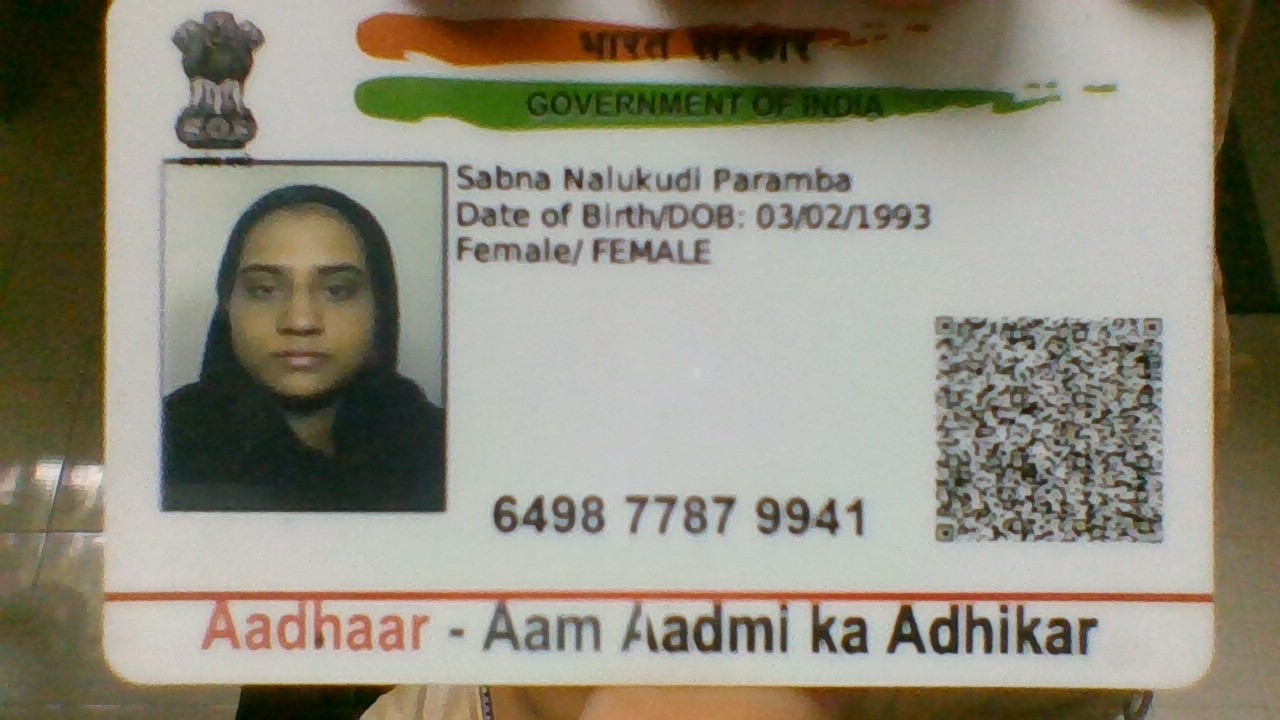 भारत सरकार
GOVERNMENT OF INDIA
Sabna Nalukudi Paramba
Date of Birth/DOB: 03/02/1993
Female/ FEMALE
6498 7787 9941
Aadhaar - Aam Aadmi ka Adhikar